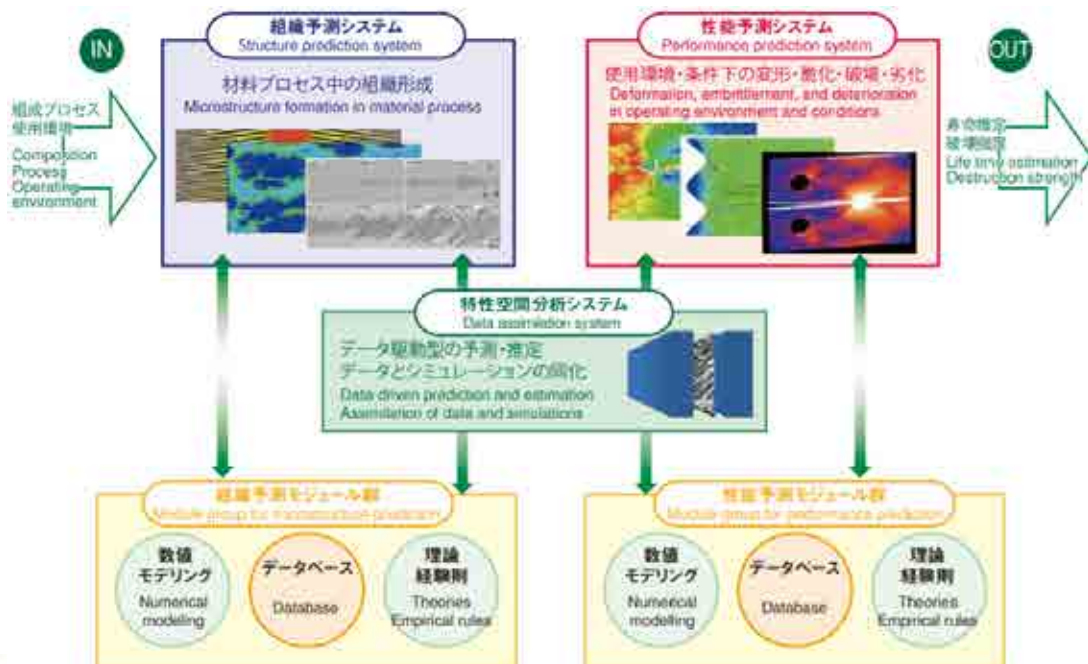 IN
組成プロセス
使用環境
Composition
Process
Operating
environment
組織予測システム
Structure prediction system
材料プロセス中の組織形成
Microstructure formation in material process
性能予測システム
Performance prediction system
使用環境・条件下の変形・脆化・破壊・劣化
Deformation, embrittlement, and deterioration
in operating environment and conditions
OUT
寿命推定
破壊強度
Life time estimation
Destruction strength
特性空間分析システム
Data assimilation system
データ駆動型の予測・推定
データとシミュレーションの同化
Data driven prediction and estimation
Assimilation of data and simulations
組織予測モジュール群
Module group for prediction
数値
モデリング
Numerical
modeling
データベース
Database
理論
経験則
Theories
Empirical rules
性能予測モジュール群
Module group for performance prediction
数値
モデリング
Numerical
modeling
データベース
Database
理論
経験則
Theories
Empirical rules